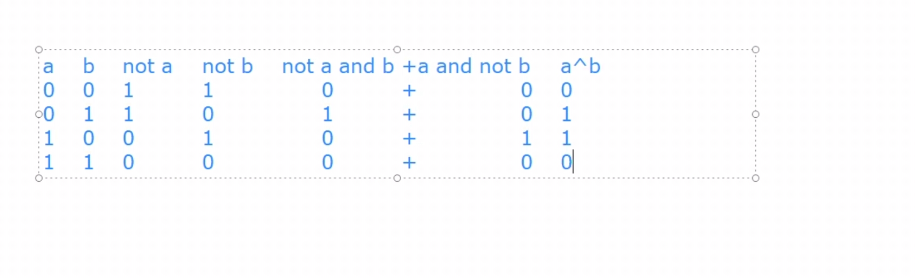 a b not a not b not a and b +a and not b a^b
0 0 1 1 0 + 0 0
0 1 1 0 1 + 0 1
1 0 0 1 0 + 1 1
1 1 0 0 0 + 0 0